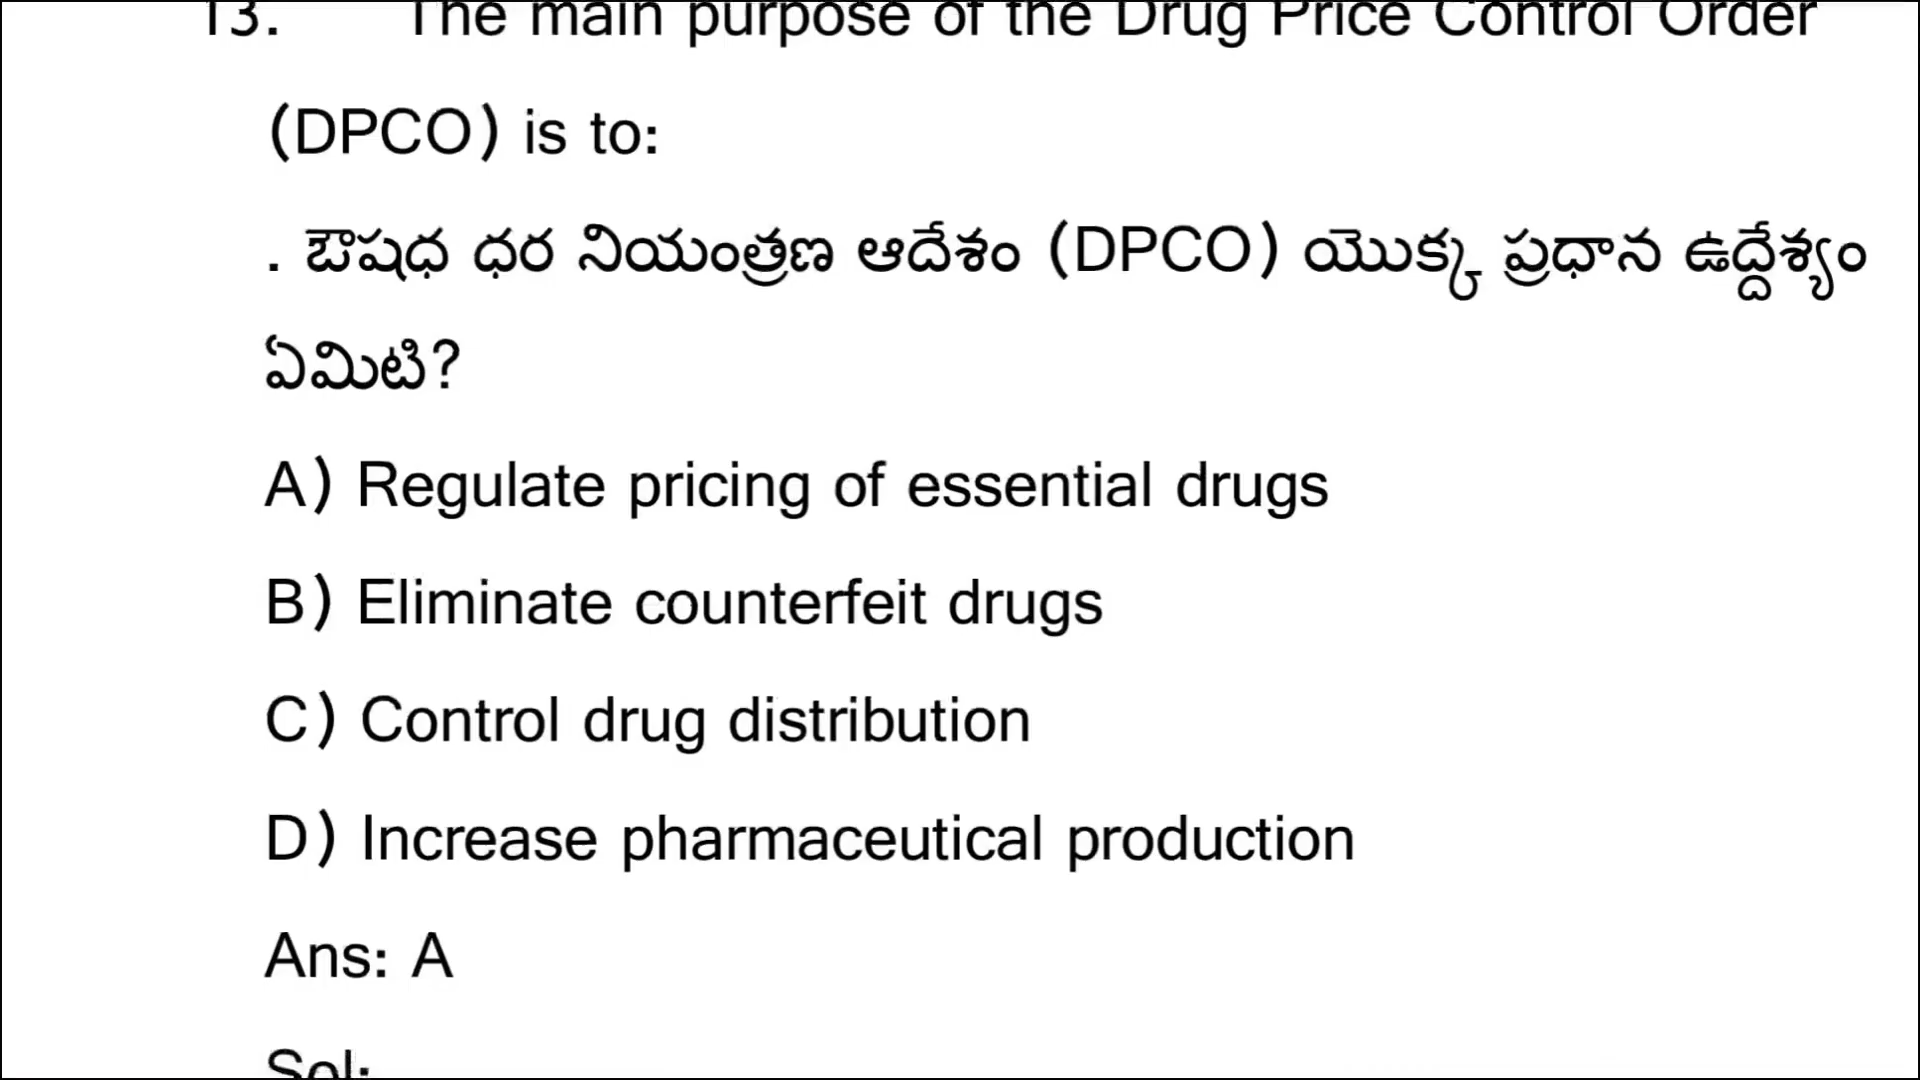 13. The main purpose of the Drug Price Control Order
(DPCO) is to:
. ఔషధ ధర నియంత్రణ ఆదేశం (DPCO) యొక్క ప్రధాన ఉద్దేశ్యం
ఏమిటి?
A) Regulate pricing of essential drugs
B) Eliminate counterfeit drugs
C) Control drug distribution
D) Increase pharmaceutical production
Ans: A
Sol: